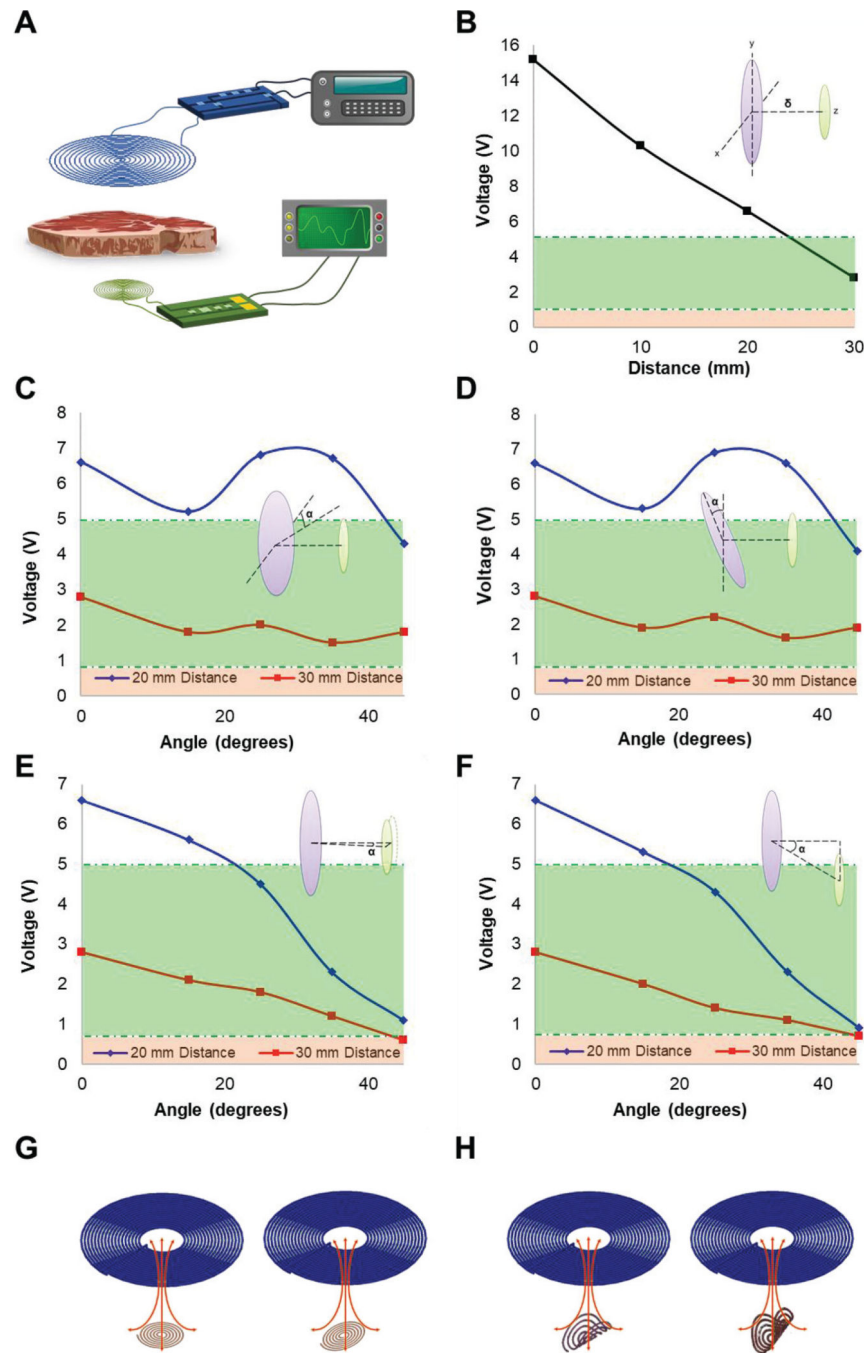 A
B
16
14
12
10
8
6
4
2
0
Voltage (V)
0 10 20 30
Distance (mm)
y
δ
z
x
C
8
7
6
5
4
3
2
1
0
Voltage (V)
α
20 mm Distance 30 mm Distance
0 20 40
Angle (degrees)
D
8
7
6
5
4
3
2
1
0
Voltage (V)
α
20 mm Distance 30 mm Distance
0 20 40
Angle (degrees)
E
7
6
5
4
3
2
1
0
Voltage (V)
α
20 mm Distance 30 mm Distance
0 20 40
Angle (degrees)
F
7
6
5
4
3
2
1
0
Voltage (V)
α
20 mm Distance 30 mm Distance
0 20 40
Angle (degrees)
G
H